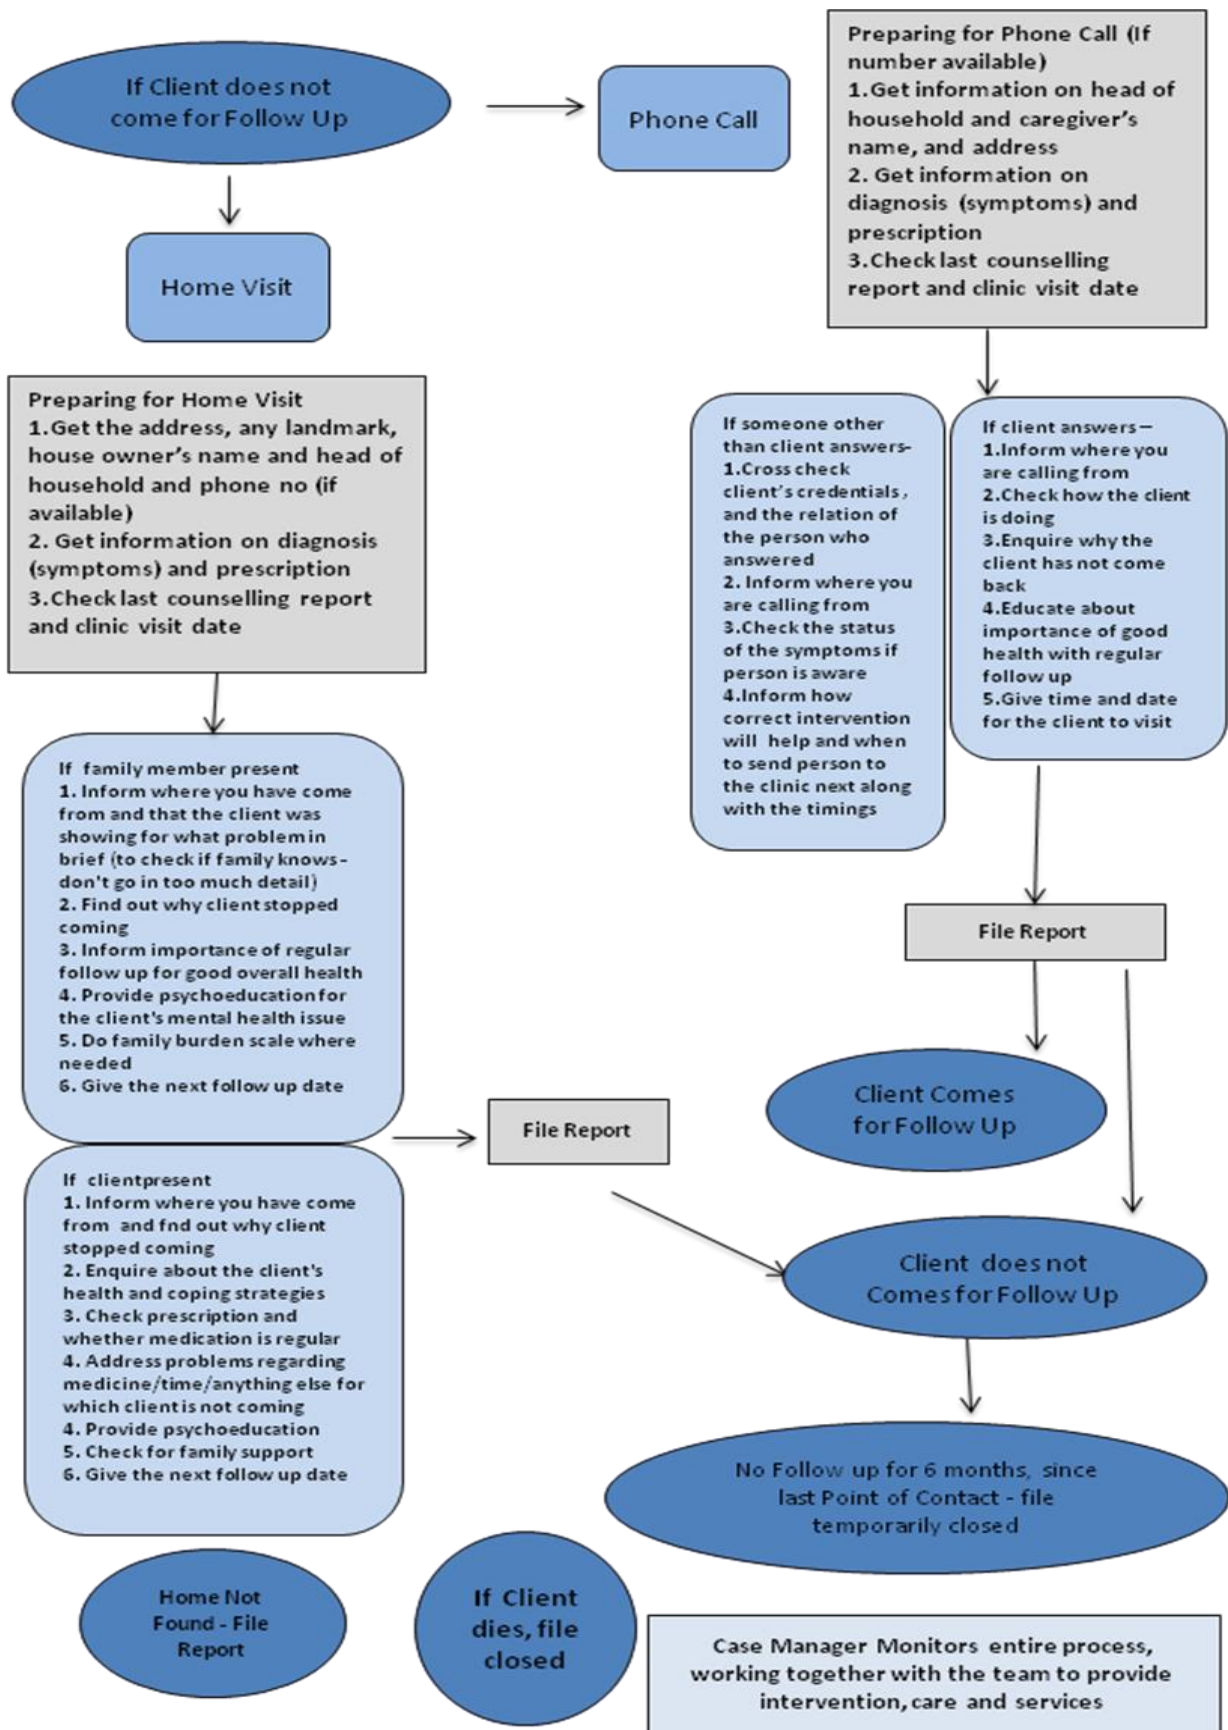 If Client does not
come for Follow Up
Phone Call
Preparing for Phone Call (If
number available)
1.Get information on head of
household and caregiver's
name, and address
2. Get information on
diagnosis (symptoms) and
prescription
3.Check last counselling
report and clinic visit date
Home Visit
Preparing for Home Visit
1.Get the address, any landmark,
house owner's name and head of
household and phone no (if
available)
2. Get information on diagnosis
(symptoms) and prescription
3.Check last counselling report
and clinic visit date
If someone other
than client answers-
1.Cross check
client's credentials,
and the relation of
the person who
answered
2. Inform where you
are calling from
3.Check the status
of the symptoms if
person is aware
4.Inform how
correct intervention
will help and when
to send person to
the clinic next along
with the timings
If client answers –
1.Inform where you
are calling from
2.Check how the client
is doing
3.Enquire why the
client has not come
back
4.Educate about
importance of good
health with regular
follow up
5.Give time and date
for the client to visit
If family member present
1. Inform where you have come
from and that the client was
showing for what problem in
brief (to check if family knows-
don't go in too much detail)
2. Find out why client stopped
coming
3. Inform importance of regular
follow up for good overall health
4. Provide psychoeducation for
the client's mental health issue
5. Do family burden scale where
needed
6. Give the next follow up date
File Report
Client Comes
for Follow Up
File Report
If clientpresent
1. Inform where you have come
from and fnd out why client
stopped coming
2. Enquire about the client's
health and coping strategies
3. Check prescription and
whether medication is regular
4. Address problems regarding
medicine/time/anything else for
which client is not coming
4. Provide psychoeducation
5. Check for family support
6. Give the next follow up date
Client does not
Comes for Follow Up
No Follow up for 6 months, since
last Point of Contact - file
temporarily closed
Home Not
Found - File
Report
If Client
dies, file
closed
Case Manager Monitors entire process,
working together with the team to provide
intervention, care and services